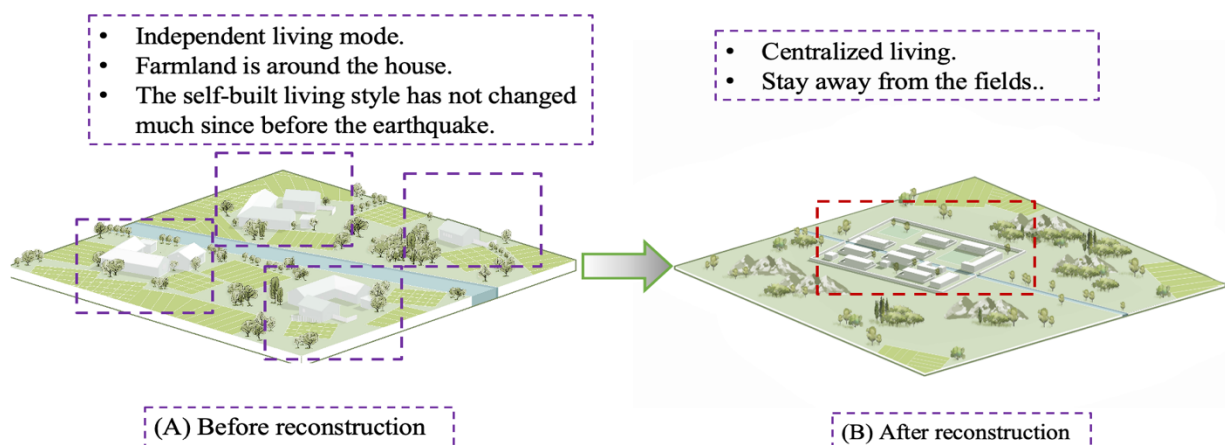 • Independent living mode.
• Farmland is around the house.
• The self-built living style has not changed
much since before the earthquake.
• Centralized living.
• Stay away from the fields..
(A) Before reconstruction
(B) After reconstruction